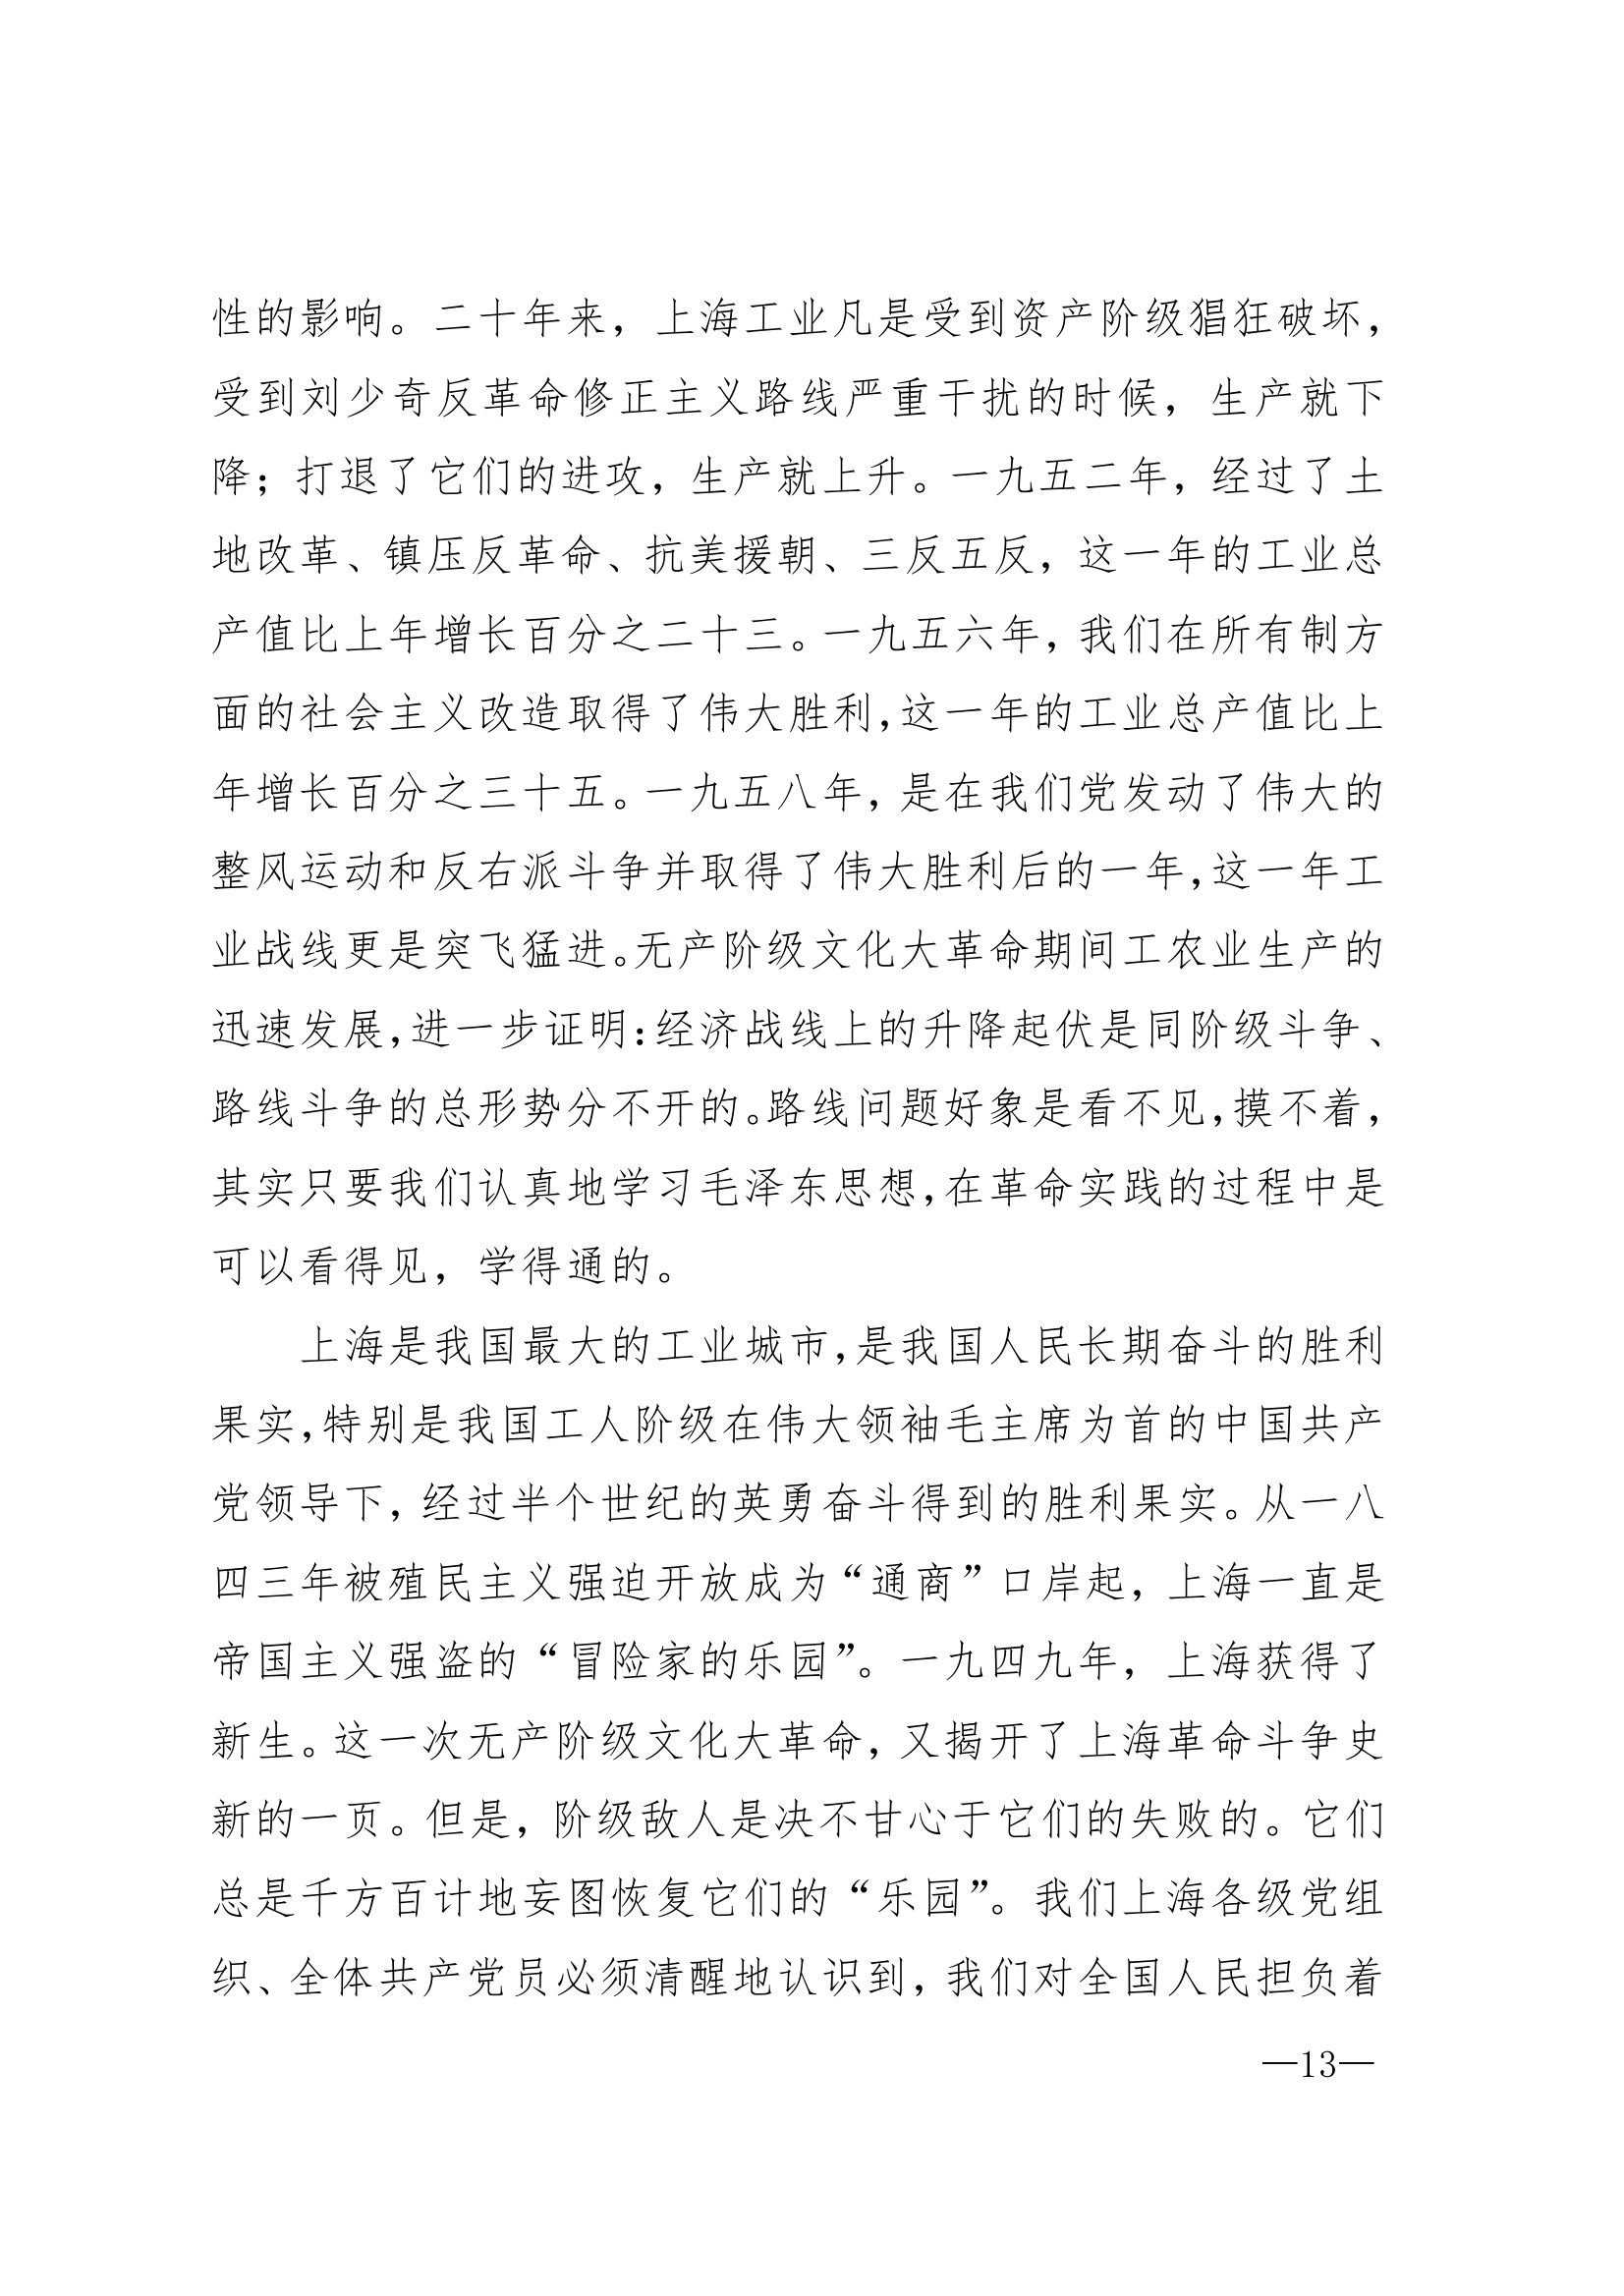 性的影响。二十年来，上海工业凡是受到资产阶级猖狂破坏，
受到刘少奇反革命修正主义路线严重干扰的时候，生产就下
降；打退了它们的进攻，生产就上升。一九五二年，经过了土
地改革、镇压反革命、抗美援朝、三反五反，这一年的工业总
产值比上年增长百分之二十三。一九五六年，我们在所有制方
面的社会主义改造取得了伟大胜利，这一年的工业总产值比上
年增长百分之三十五。一九五八年，是在我们党发动了伟大的
整风运动和反右派斗争并取得了伟大胜利后的一年，这一年工
业战线更是突飞猛进。无产阶级文化大革命期间工农业生产的
迅速发展，进一步证明：经济战线上的升降起伏是同阶级斗争、
路线斗争的总形势分不开的。路线问题好象是看不见，摸不着，
其实只要我们认真地学习毛泽东思想，在革命实践的过程中是
可以看得见，学得通的。
上海是我国最大的工业城市，是我国人民长期奋斗的胜利
果实，特别是我国工人阶级在伟大领袖毛主席为首的中国共产
党领导下，经过半个世纪的英勇奋斗得到的胜利果实。从一八
四三年被殖民主义强迫开放成为“通商”口岸起，上海一直是
帝国主义强盗的“冒险家的乐园”。一九四九年，上海获得了
新生。这一次无产阶级文化大革命，又揭开了上海革命斗争史
新的一页。但是，阶级敌人是决不甘心于它们的失败的。它们
总是千方百计地妄图恢复它们的“乐园”。我们上海各级党组
织、全体共产党员必须清醒地认识到，我们对全国人民担负着
—13—